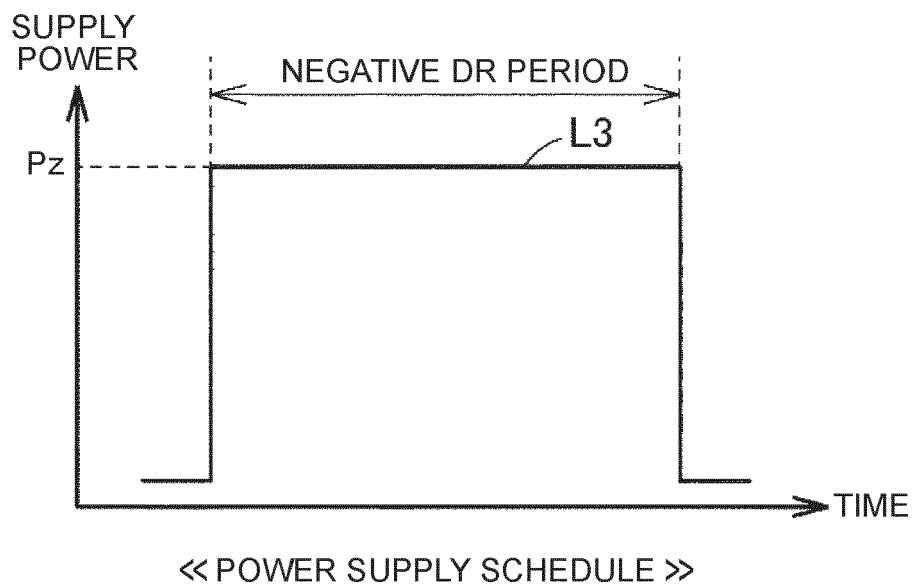 SUPPLY
POWER
NEGATIVE DR PERIOD
L3
Pz
TIME
<< POWER SUPPLY SCHEDULE >>